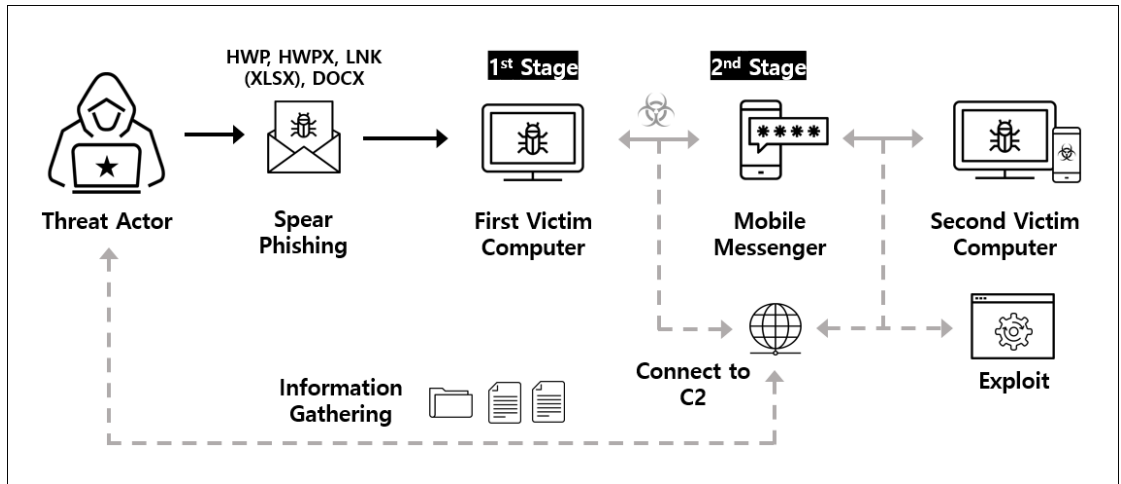 HWP, HWPX, LNK
(XLSX), DOCX
1st Stage
2nd Stage
****
Threat Actor
Spear
Phishing
First Victim
Computer
Mobile
Messenger
Second Victim
Computer
Information
Gathering
Connect to
C2
Exploit